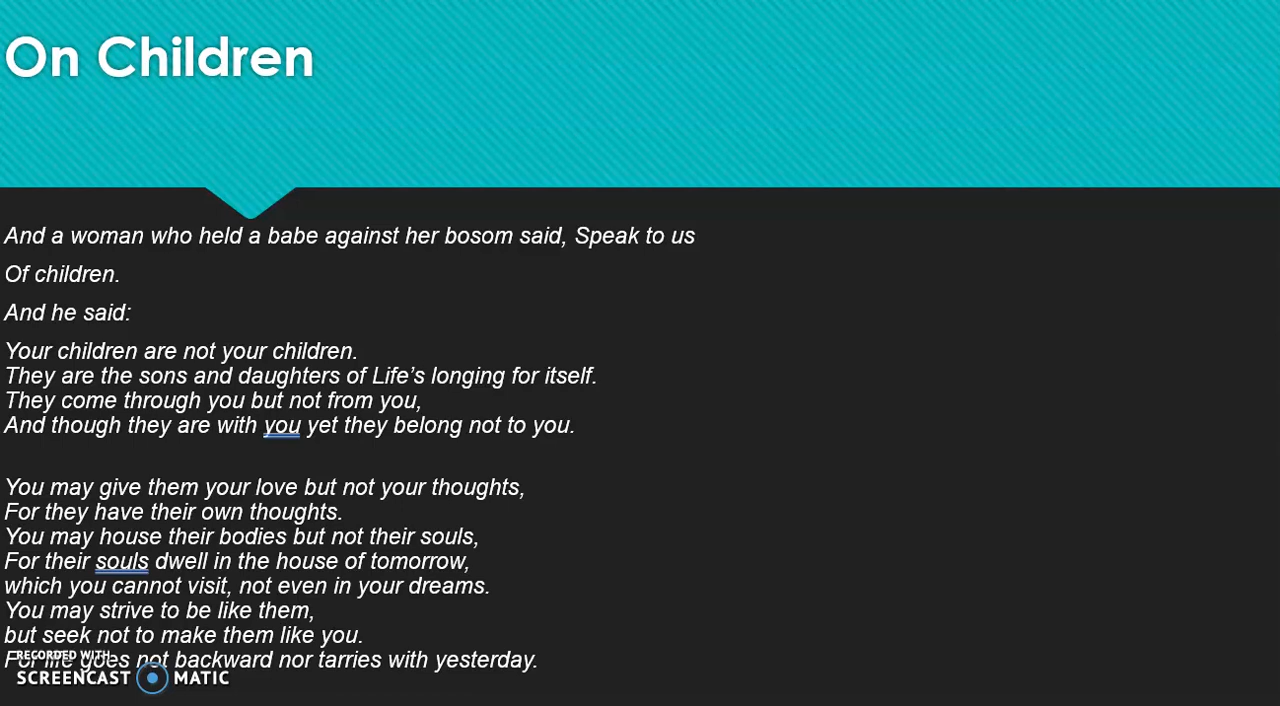 On Children
And a woman who held a babe against her bosom said, Speak to us
Of children.
And he said:
Your children are not your children.
They are the sons and daughters of Life’s longing for itself.
They come through you but not from you,
And though they are with you yet they belong not to you.
You may give them your love but not your thoughts,
For they have their own thoughts.
You may house their bodies but not their souls,
For their souls dwell in the house of tomorrow,
which you cannot visit, not even in your dreams.
You may strive to be like them,
but seek not to make them like you.
For life goes not backward nor tarries with yesterday.
RECORDED WITH
SCREENCAST MATIC